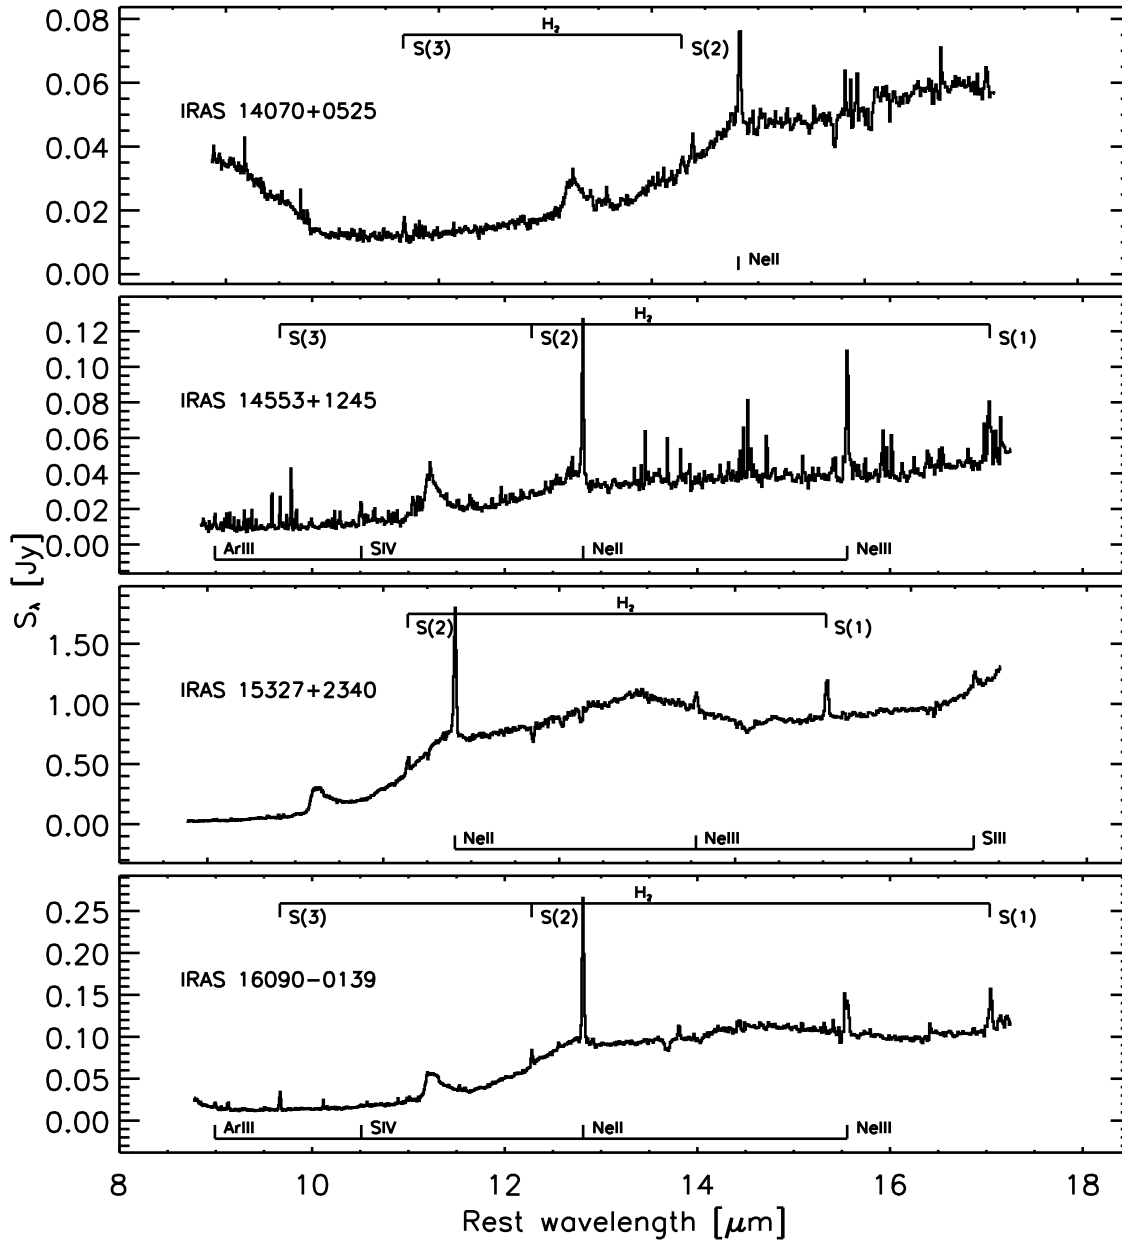 0.08
0.06
0.04
0.02
0.00
H₂
S(3) S(2)
IRAS 14070+0525
NeII
0.12
0.10
0.08
0.06
0.04
0.02
0.00
H₂
S(3) S(2) S(1)
IRAS 14553+1245
ArIII SIV NeII NeIII
S_λ [Jy]
1.50
1.00
0.50
0.00
H₂
S(2) S(1)
IRAS 15327+2340
NeII NeIII SIII
0.25
0.20
0.15
0.10
0.05
0.00
H₂
S(3) S(2) S(1)
IRAS 16090−0139
ArIII SIV NeII NeIII
8 10 12 14 16 18
Rest wavelength [μm]